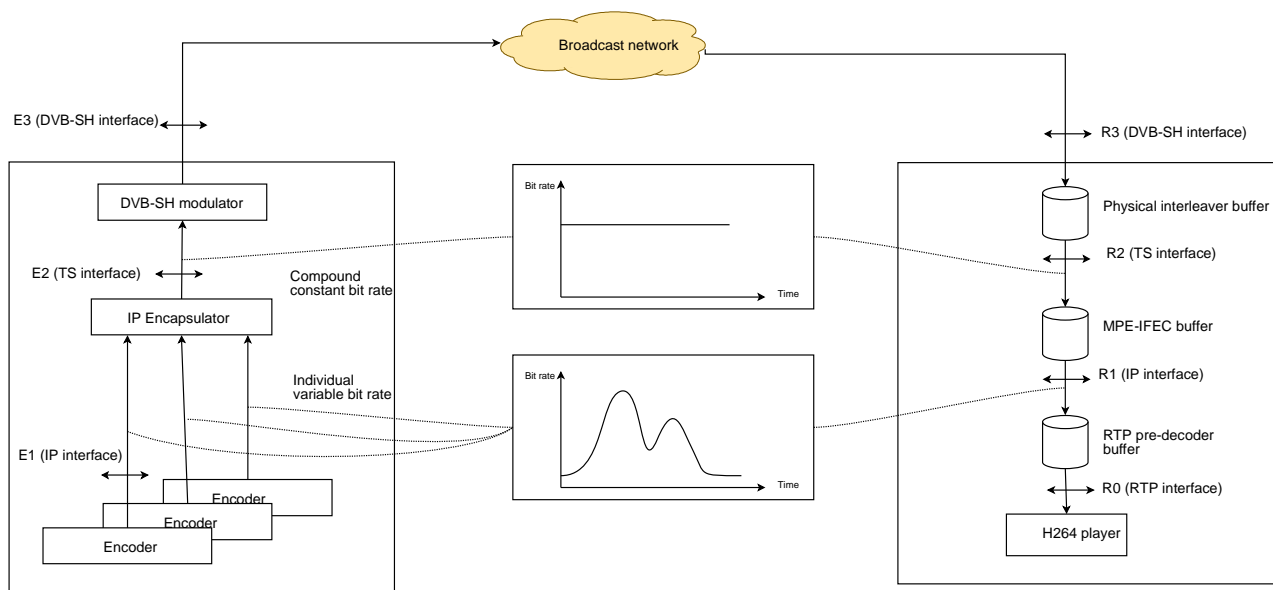 Broadcast network
E3 (DVB-SH interface)
DVB-SH modulator
E2 (TS interface)
Compound
constant bit rate
IP Encapsulator
Individual
variable bit rate
E1 (IP interface)
Encoder
Encoder
Encoder
Bit rate
Time
Bit rate
Time
R3 (DVB-SH interface)
Physical interleaver buffer
R2 (TS interface)
MPE-IFEC buffer
R1 (IP interface)
RTP pre-decoder
buffer
R0 (RTP interface)
H264 player